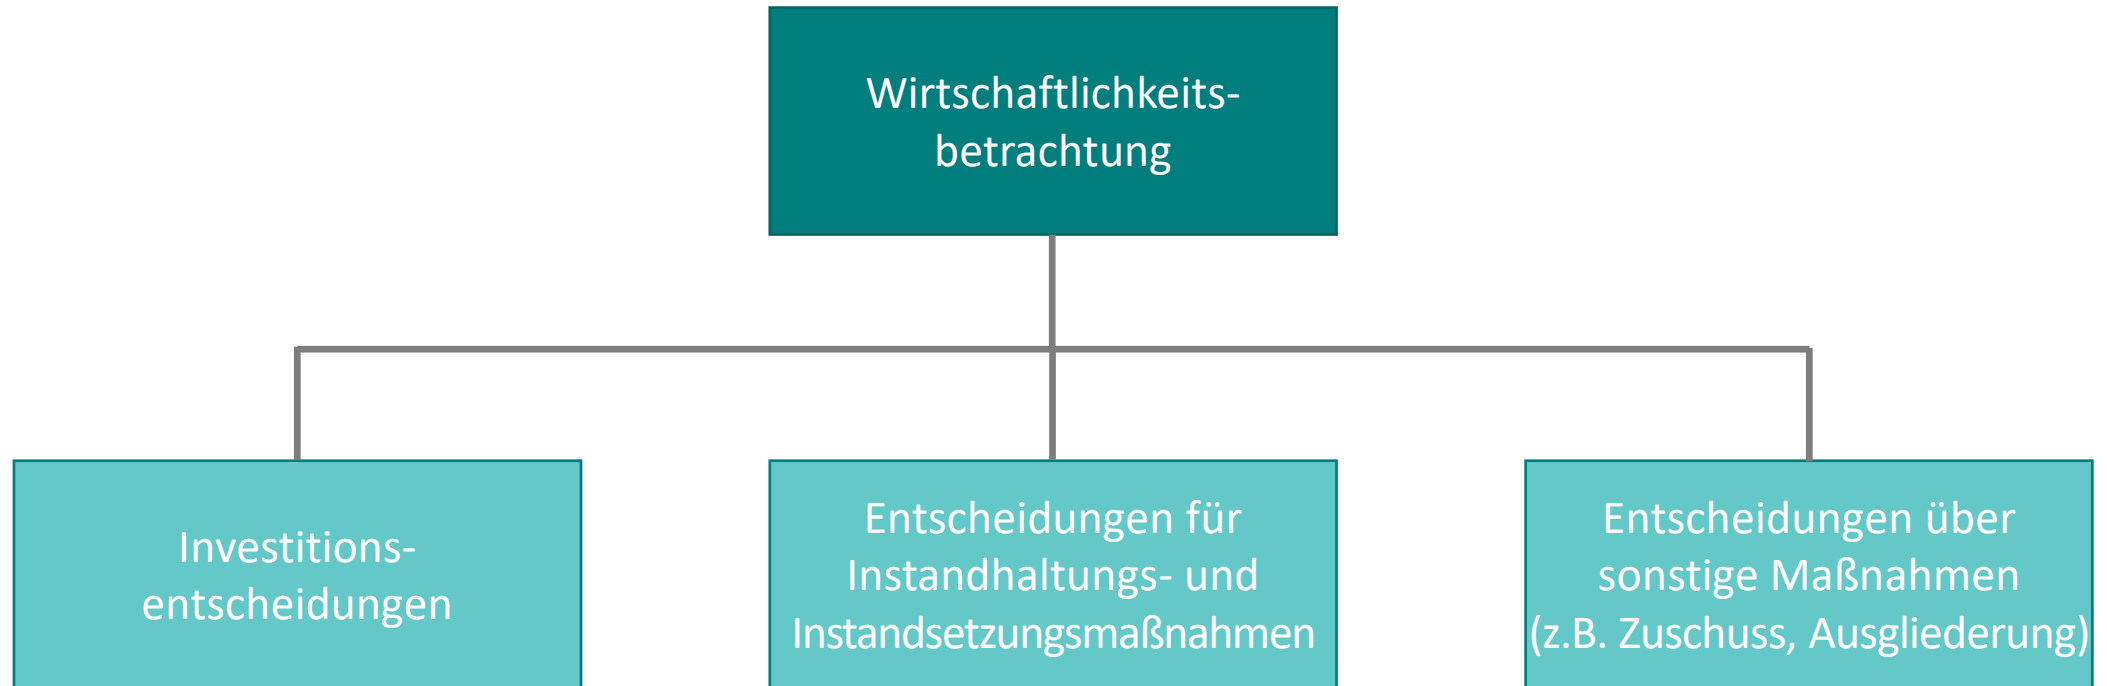 Wirtschaftlichkeits-
betrachtung
Investitions-
entscheidungen
Entscheidungen für
Instandhaltungs- und
Instandsetzungsmaßnahmen
Entscheidungen über
sonstige Maßnahmen
(z.B. Zuschuss, Ausgliederung)